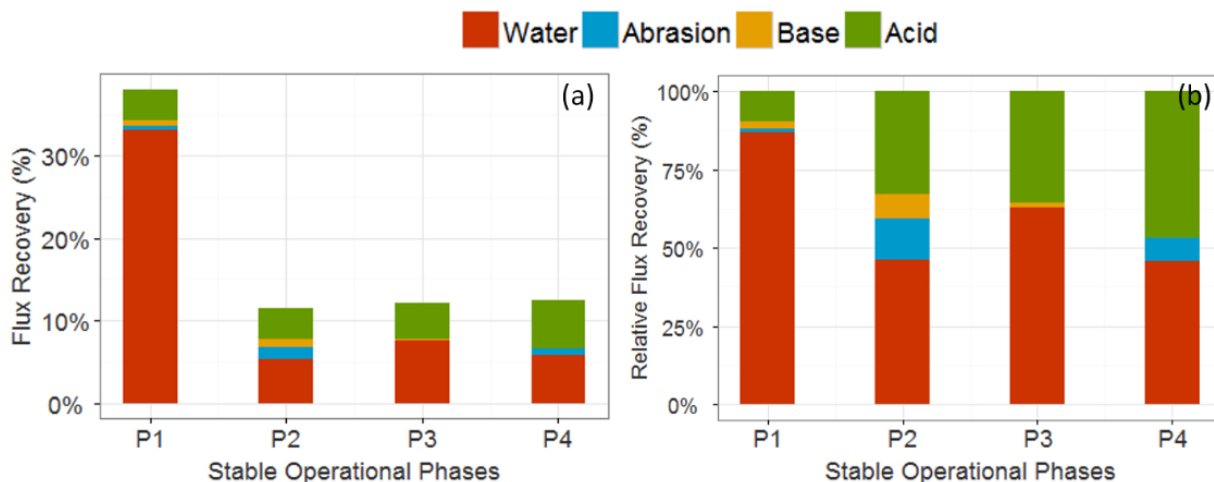 Water Abrasion Base Acid
(a)
Flux Recovery (%)
30%
20%
10%
0%
P1 P2 P3 P4
Stable Operational Phases
(b)
Relative Flux Recovery (%)
100%
75%
50%
25%
0%
P1 P2 P3 P4
Stable Operational Phases